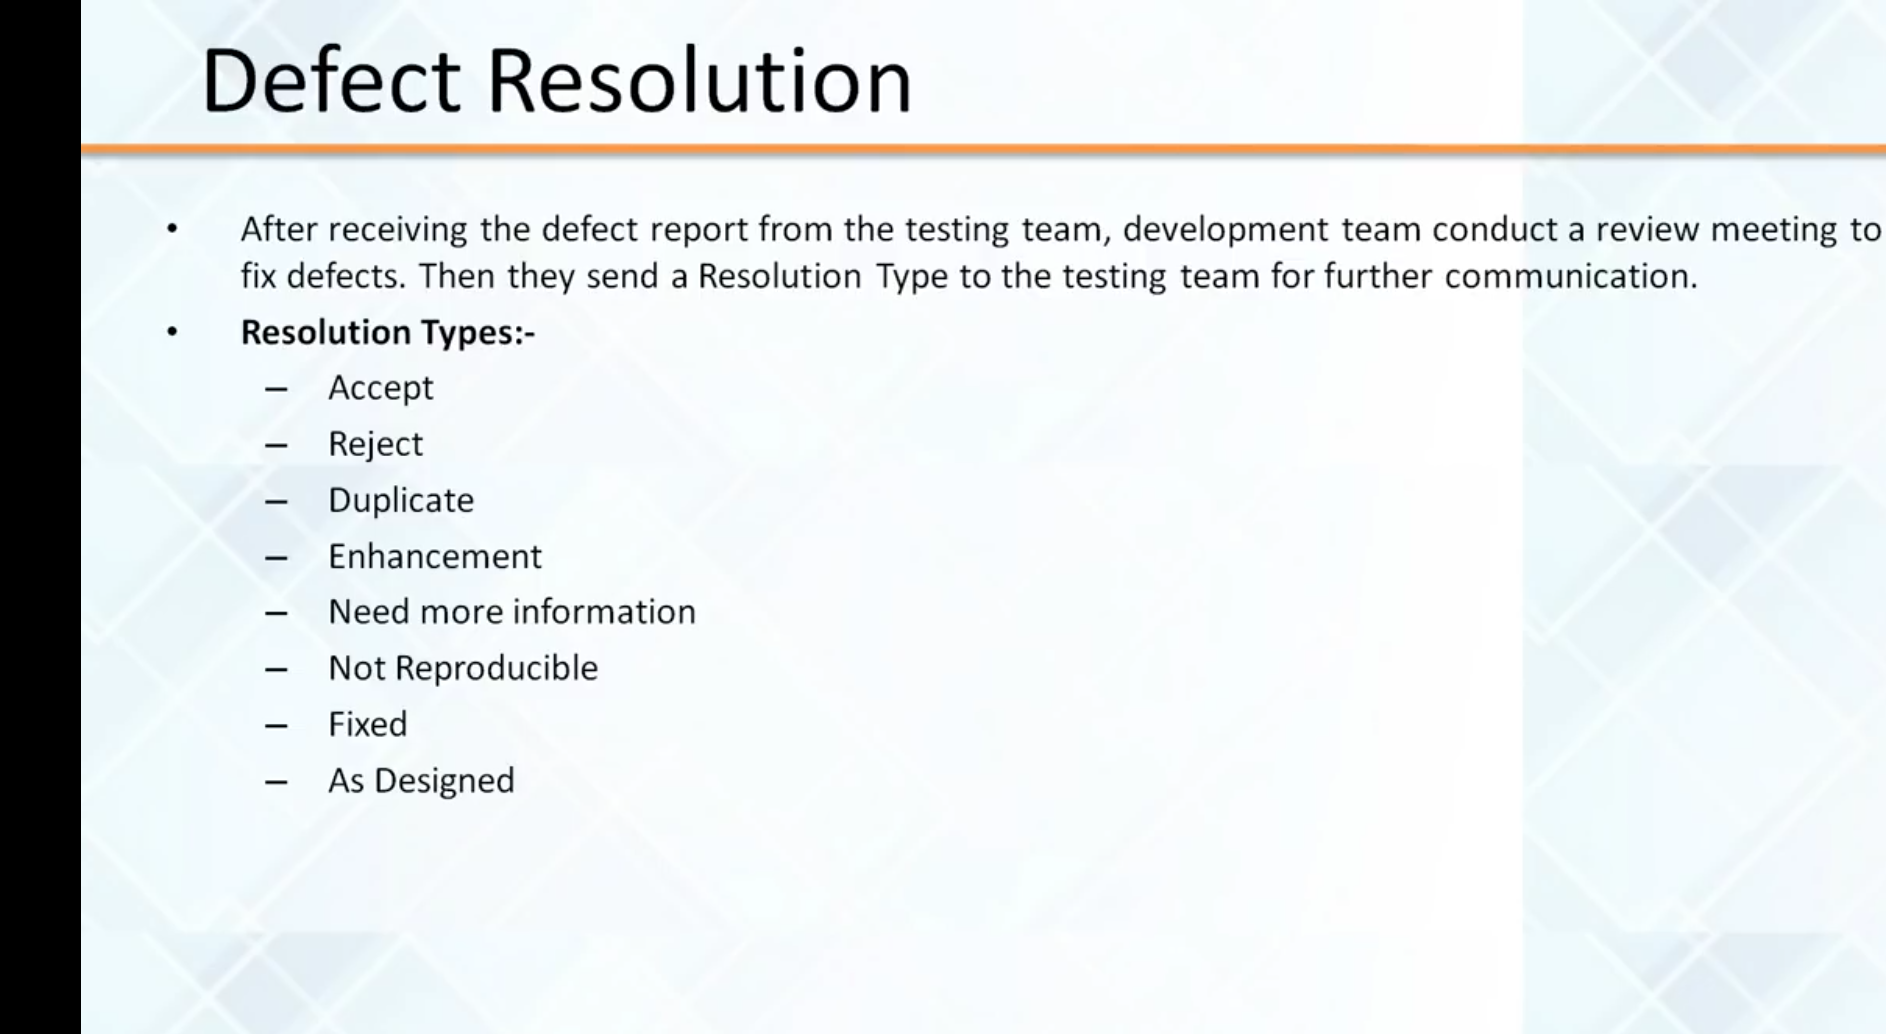 Defect Resolution
• After receiving the defect report from the testing team, development team conduct a review meeting to
fix defects. Then they send a Resolution Type to the testing team for further communication.
• Resolution Types:-
– Accept
– Reject
– Duplicate
– Enhancement
– Need more information
– Not Reproducible
– Fixed
– As Designed